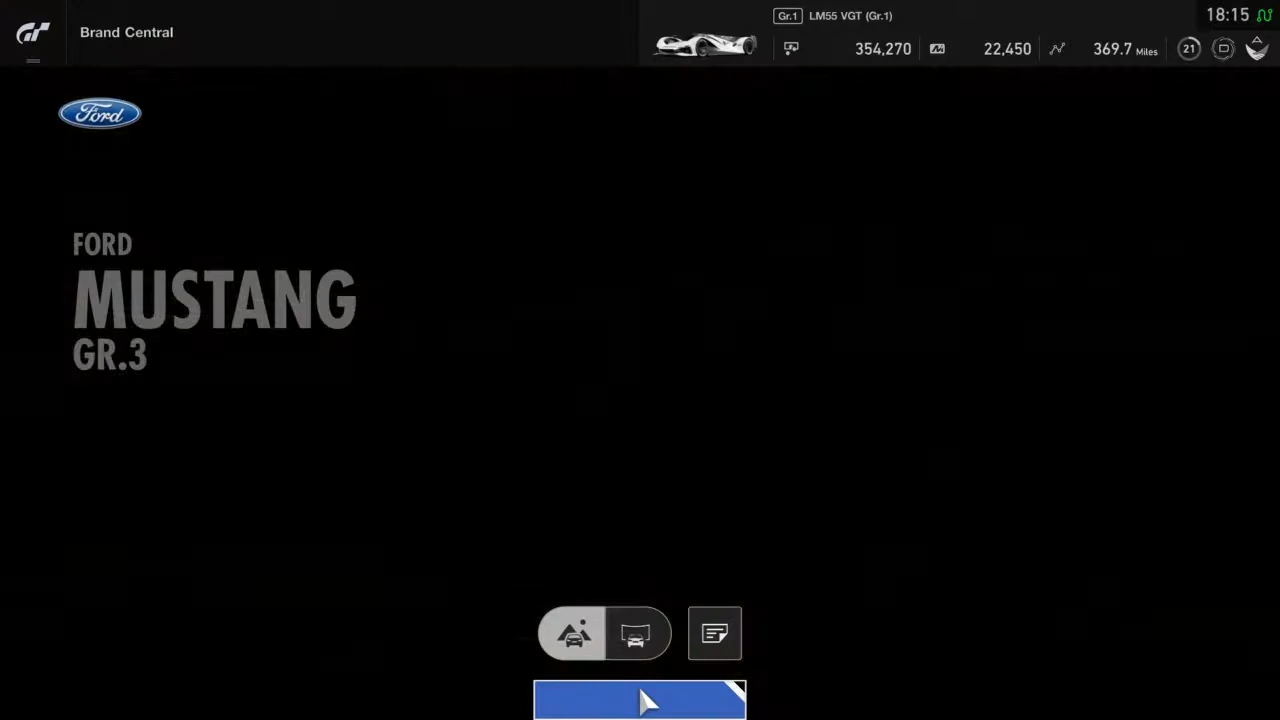 Brand Central
Gr.1 LM55 VGT (Gr.1)
18:15
354,270
22,450
369.7 Miles
21
D
Ford
FORD
MUSTANG
GR.3